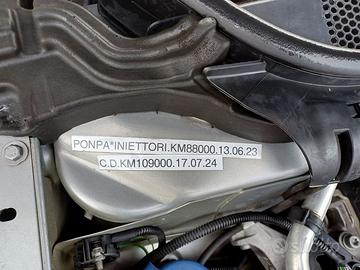 PONPA*INIETTORI.KM88000.13.06.23
C.D.KM109000.17.07.24